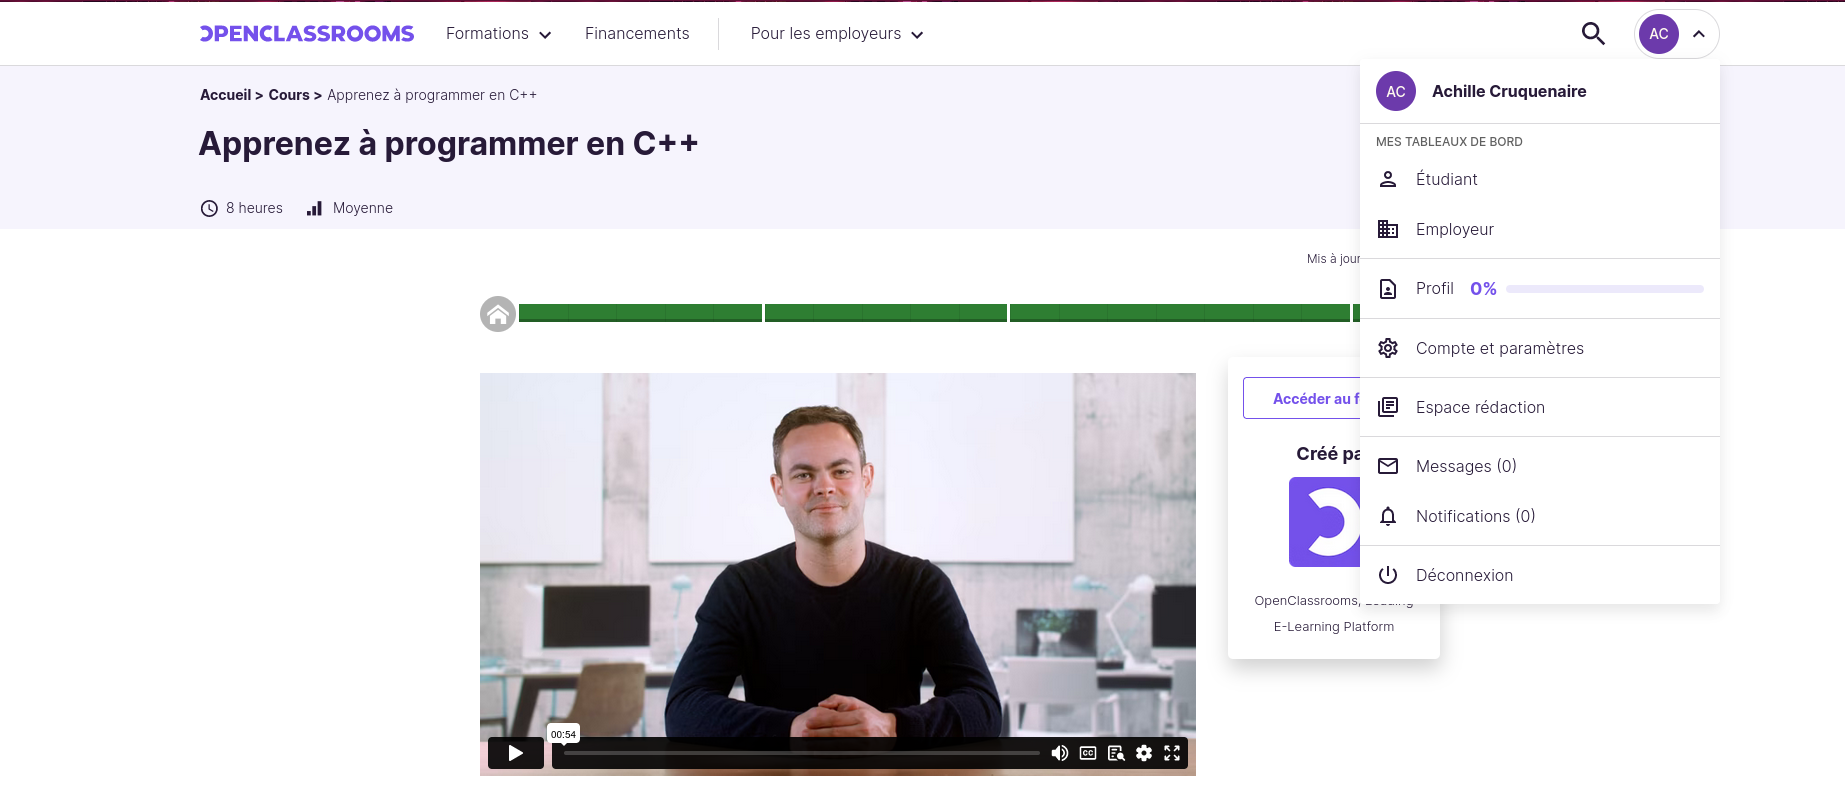 OPENCLASSROOMS
Formations
Financements
Pour les employeurs
AC
Accueil > Cours > Apprenez à programmer en C++
Apprenez à programmer en C++
8 heures
Moyenne
AC
Achille Cruquenaire
MES TABLEAUX DE BORD
Étudiant
Employeur
Profil 0%
Compte et paramètres
Espace rédaction
Messages (0)
Notifications (0)
Déconnexion
Mis à jour
Accéder au f
Créé pa
OpenClassrooms, Leading
E-Learning Platform
00:54
CC